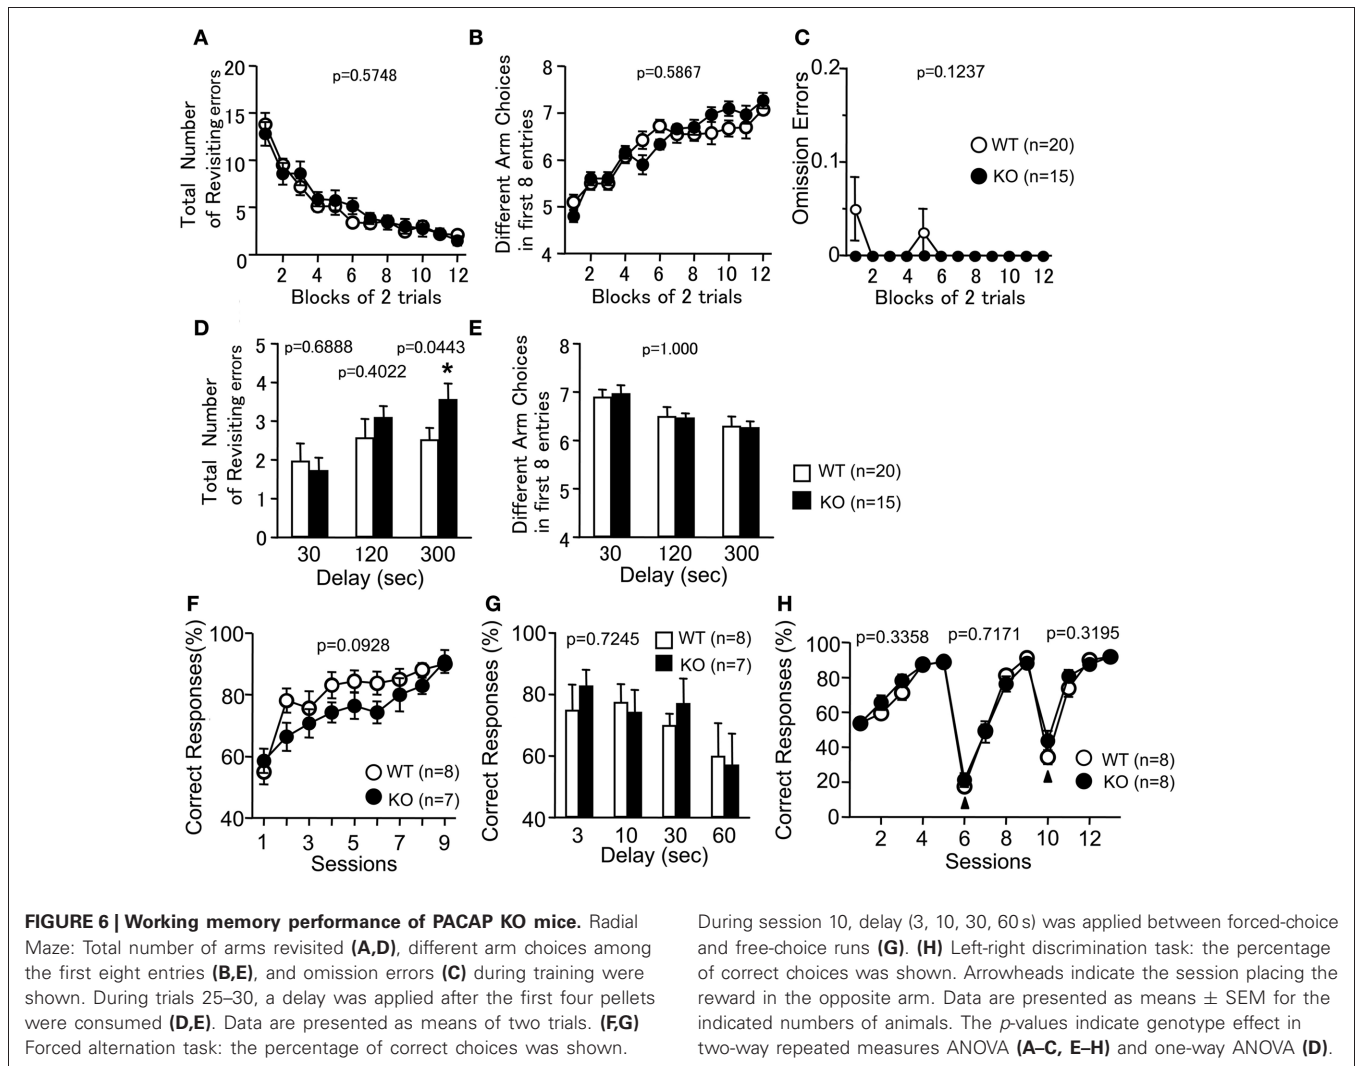 A
Total Number
of Revisiting errors
20
15
10
5
0
p=0.5748
2 4 6 8 10 12
Blocks of 2 trials
B
Different Arm Choices
in first 8 entries
8
7
6
5
4
p=0.5867
2 4 6 8 10 12
Blocks of 2 trials
C
Omission Errors
0.2
0.1
0
p=0.1237
WT (n=20)
KO (n=15)
2 4 6 8 10 12
Blocks of 2 trials
D
Total Number
of Revisiting errors
5
4
3
2
1
0
p=0.6888
p=0.4022
p=0.0443
*
30 120 300
Delay (sec)
E
Different Arm Choices
in first 8 entries
8
7
6
5
4
p=1.000
30 120 300
Delay (sec)
WT (n=20)
KO (n=15)
F
Correct Responses(%)
100
80
60
40
p=0.0928
WT (n=8)
KO (n=7)
1 3 5 7 9
Sessions
G
Correct Responses (%)
100
80
60
40
p=0.7245
WT (n=8)
KO (n=7)
3 10 30 60
Delay (sec)
H
Correct Responses (%)
100
80
60
40
20
0
p=0.3358 p=0.7171 p=0.3195
WT (n=8)
KO (n=8)
2 4 6 8 10 12
Sessions
FIGURE 6 | Working memory performance of PACAP KO mice. Radial
Maze: Total number of arms revisited (A,D), different arm choices among
the first eight entries (B,E), and omission errors (C) during training were
shown. During trials 25–30, a delay was applied after the first four pellets
were consumed (D,E). Data are presented as means of two trials. (F,G)
Forced alternation task: the percentage of correct choices was shown.
During session 10, delay (3, 10, 30, 60 s) was applied between forced-choice
and free-choice runs (G). (H) Left-right discrimination task: the percentage
of correct choices was shown. Arrowheads indicate the session placing the
reward in the opposite arm. Data are presented as means ± SEM for the
indicated numbers of animals. The p-values indicate genotype effect in
two-way repeated measures ANOVA (A–C, E–H) and one-way ANOVA (D).